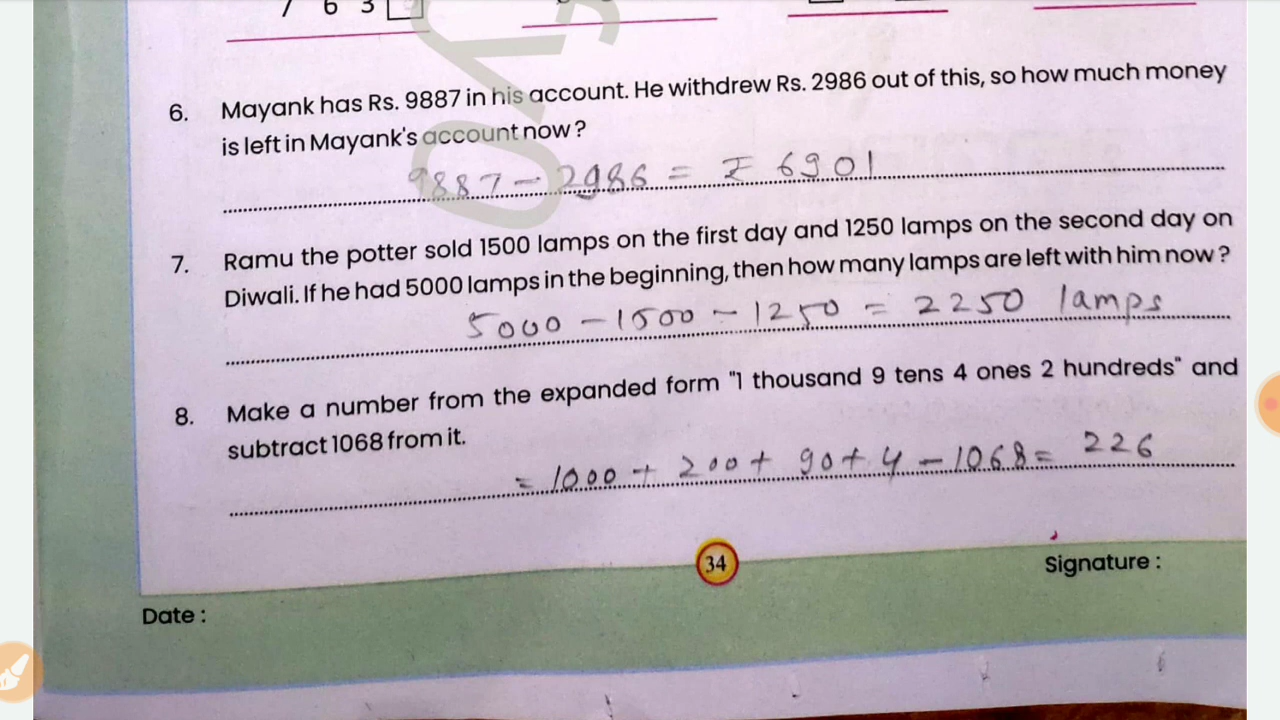 7 6 3
6. Mayank has Rs. 9887 in his account. He withdrew Rs. 2986 out of this, so how much money
is left in Mayank's account now?
9887 - 2986 = ₹ 6901
7. Ramu the potter sold 1500 lamps on the first day and 1250 lamps on the second day on
Diwali. If he had 5000 lamps in the beginning, then how many lamps are left with him now?
5000 - 1500 - 1250 = 2250 lamps
8. Make a number from the expanded form "1 thousand 9 tens 4 ones 2 hundreds" and
subtract 1068 from it.
= 1000 + 200 + 90 + 4 - 1068 = 226
34
Signature :
Date :